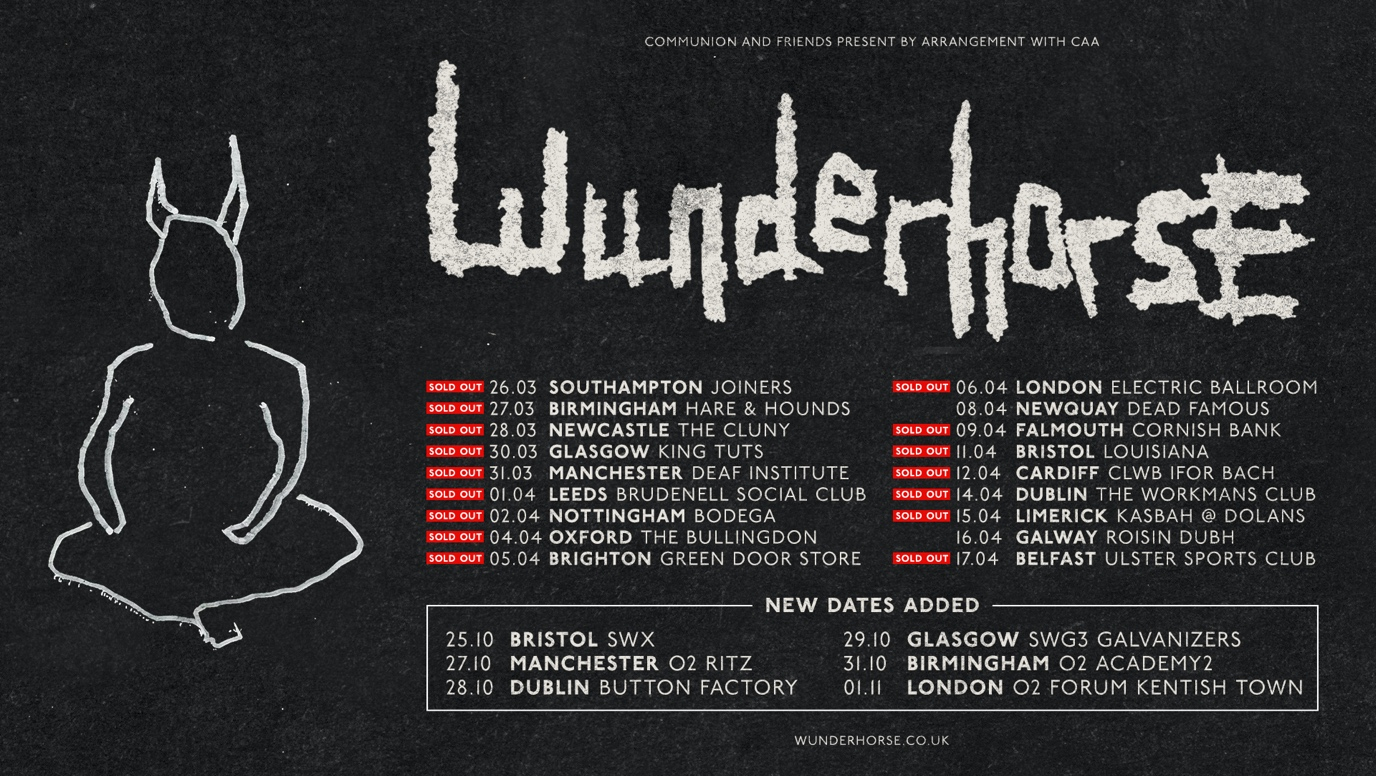 COMMUNION AND FRIENDS PRESENT BY ARRANGEMENT WITH CAA
WunderhorsE
SOLD OUT 26.03 SOUTHAMPTON JOINERS
SOLD OUT 27.03 BIRMINGHAM HARE & HOUNDS
SOLD OUT 28.03 NEWCASTLE THE CLUNY
SOLD OUT 30.03 GLASGOW KING TUTS
SOLD OUT 31.03 MANCHESTER DEAF INSTITUTE
SOLD OUT 01.04 LEEDS BRUDENELL SOCIAL CLUB
SOLD OUT 02.04 NOTTINGHAM BODEGA
SOLD OUT 04.04 OXFORD THE BULLINGDON
SOLD OUT 05.04 BRIGHTON GREEN DOOR STORE
SOLD OUT 06.04 LONDON ELECTRIC BALLROOM
08.04 NEWQUAY DEAD FAMOUS
SOLD OUT 09.04 FALMOUTH CORNISH BANK
SOLD OUT 11.04 BRISTOL LOUISIANA
SOLD OUT 12.04 CARDIFF CLWB IFOR BACH
SOLD OUT 14.04 DUBLIN THE WORKMANS CLUB
SOLD OUT 15.04 LIMERICK KASBAH @ DOLANS
16.04 GALWAY ROISIN DUBH
SOLD OUT 17.04 BELFAST ULSTER SPORTS CLUB
NEW DATES ADDED
25.10 BRISTOL SWX
27.10 MANCHESTER O2 RITZ
28.10 DUBLIN BUTTON FACTORY
29.10 GLASGOW SWG3 GALVANIZERS
31.10 BIRMINGHAM O2 ACADEMY2
01.11 LONDON O2 FORUM KENTISH TOWN
WUNDERHORSE.CO.UK